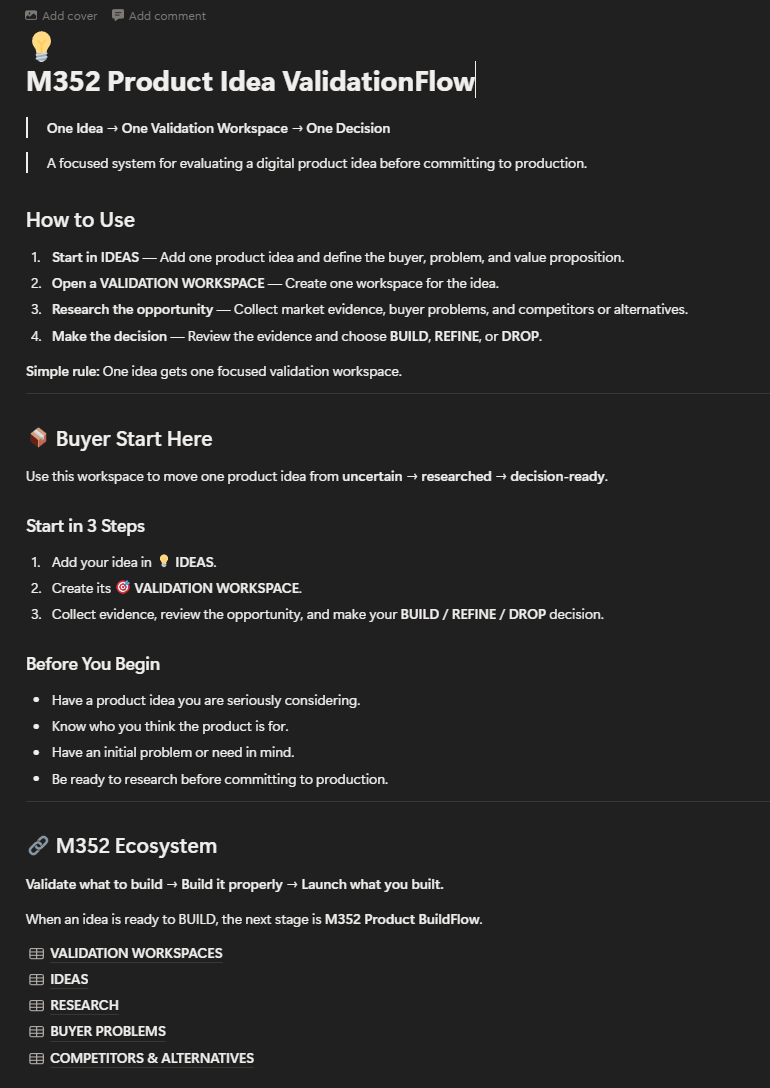 Add cover Add comment
M352 Product Idea ValidationFlow
One Idea → One Validation Workspace → One Decision
A focused system for evaluating a digital product idea before committing to production.
How to Use
1. Start in IDEAS — Add one product idea and define the buyer, problem, and value proposition.
2. Open a VALIDATION WORKSPACE — Create one workspace for the idea.
3. Research the opportunity — Collect market evidence, buyer problems, and competitors or alternatives.
4. Make the decision — Review the evidence and choose BUILD, REFINE, or DROP.
Simple rule: One idea gets one focused validation workspace.
📦 Buyer Start Here
Use this workspace to move one product idea from uncertain → researched → decision-ready.
Start in 3 Steps
1. Add your idea in 💡 IDEAS.
2. Create its 🎯 VALIDATION WORKSPACE.
3. Collect evidence, review the opportunity, and make your BUILD / REFINE / DROP decision.
Before You Begin
• Have a product idea you are seriously considering.
• Know who you think the product is for.
• Have an initial problem or need in mind.
• Be ready to research before committing to production.
🔗 M352 Ecosystem
Validate what to build → Build it properly → Launch what you built.
When an idea is ready to BUILD, the next stage is M352 Product BuildFlow.
VALIDATION WORKSPACES
IDEAS
RESEARCH
BUYER PROBLEMS
COMPETITORS & ALTERNATIVES